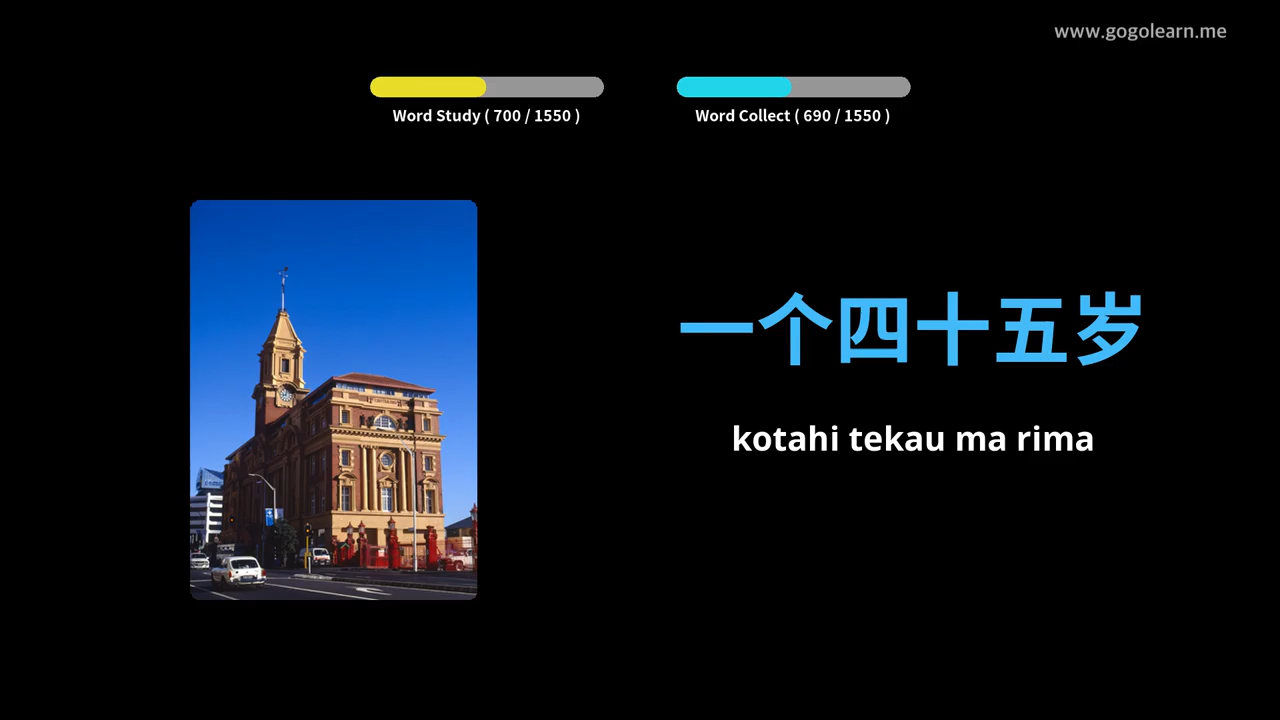 www.gogolearn.me
Word Study ( 700 / 1550 )
Word Collect ( 690 / 1550 )
一个四十五岁
kotahi tekau ma rima